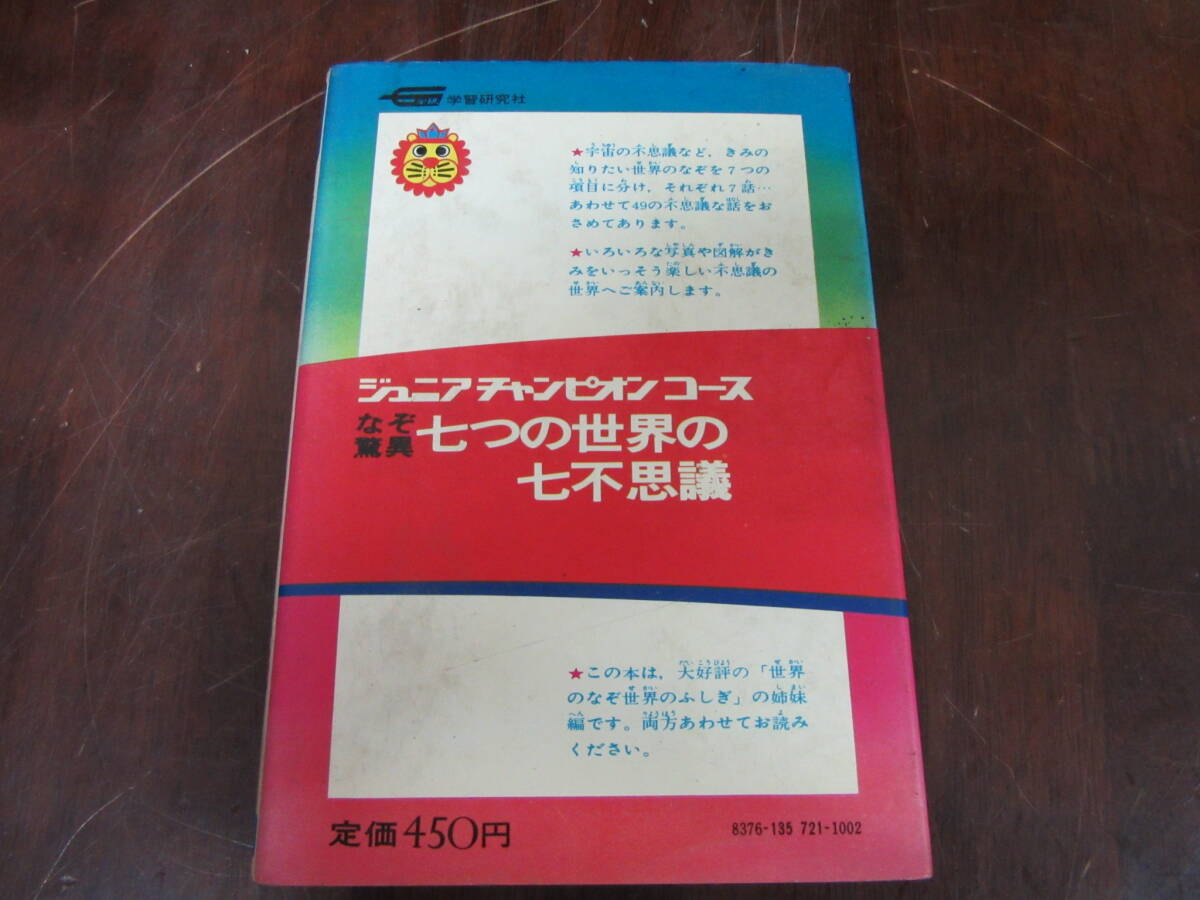 学研 学習研究社
★宇宙の不思議など，きみの
知りたい世界のなぞを７つの
項目に分け，それぞれ７話…
あわせて49の不思議な話をお
さめてあります。
★いろいろな写真や図解がき
みをいっそう楽しい不思議の
世界へご案内します。
ジュニアチャンピオンコース
なぞ
驚異
七つの世界の
七不思議
★この本は，大好評の「世界
のなぞ世界のふしぎ」の姉妹
編です。両方あわせてお読み
ください。
定価450円
8376-135 721-1002